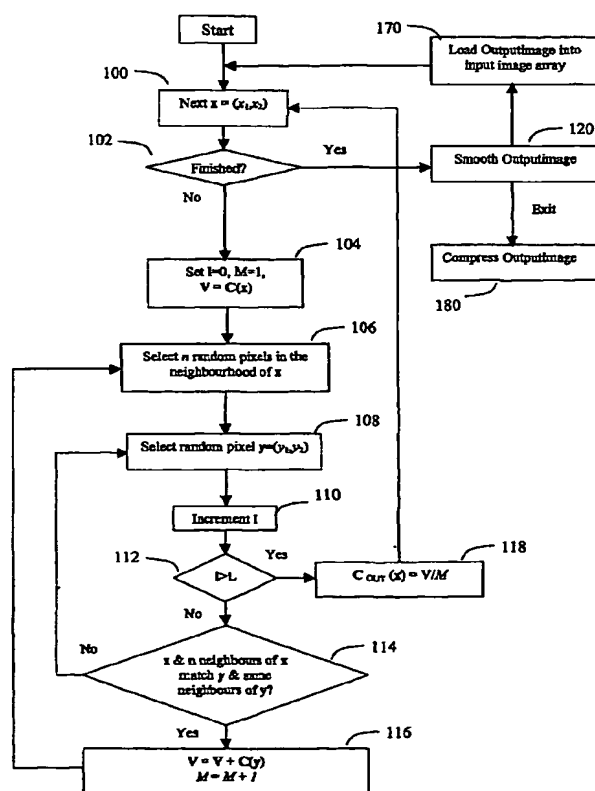 Start
170
Load OutputImage into
input image array
100
Next x = (x₁,x₂)
102
Finished?
Yes
No
120
Smooth OutputImage
Exit
Compress OutputImage
180
104
Set I=0, M=1,
V = C(x)
106
Select n random pixels in the
neighbourhood of x
108
Select random pixel y=(y₁,y₂)
110
Increment I
112
I>L
Yes
No
118
C OUT (x) = V/M
114
x & n neighbours of x
match y & same
neighbours of y?
No
Yes
116
V = V + C(y)
M = M + 1